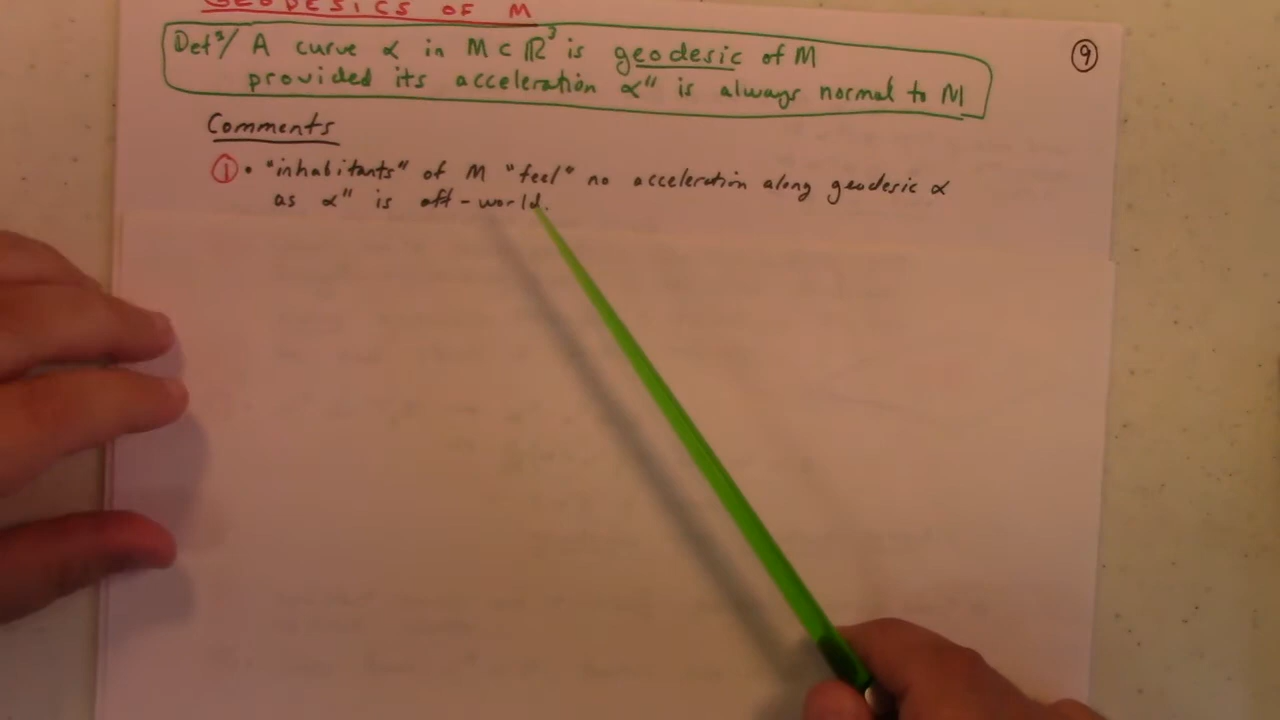 GEODESICS OF M
Defⁿ/ A curve α in M ⊂ ℝ³ is geodesic of M
provided its acceleration α'' is always normal to M
9
Comments
① • "inhabitants" of M "feel" no acceleration along geodesic α
as α'' is off-world.